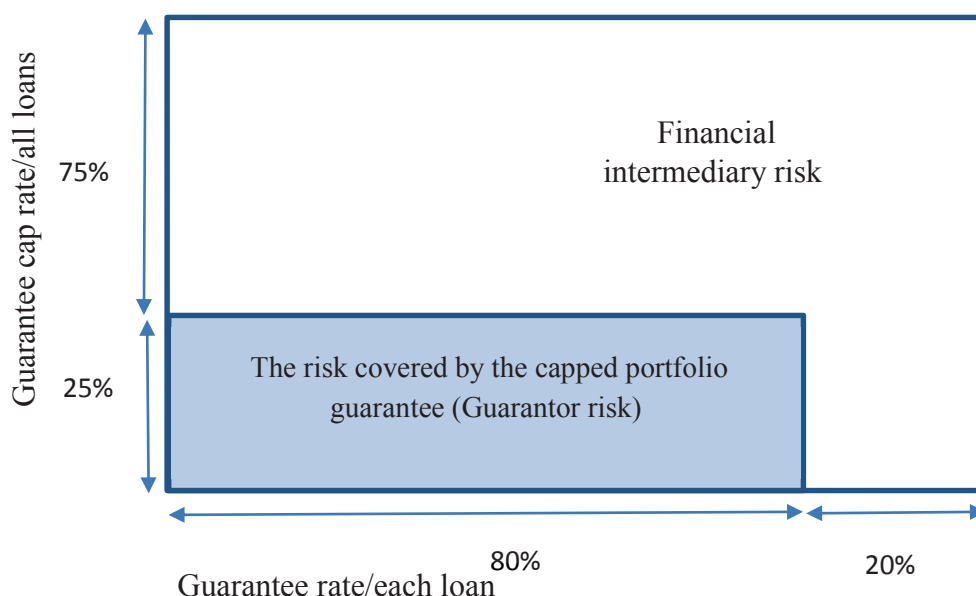 Guarantee cap rate/all loans
75%
25%
Financial
intermediary risk
The risk covered by the capped portfolio
guarantee (Guarantor risk)
80%
20%
Guarantee rate/each loan